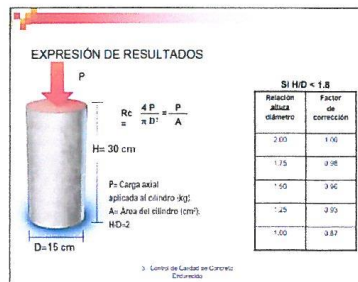 EXPRESIÓN DE RESULTADOS
P
Rc = 4 P / π D² = P / A
H= 30 cm
P= Carga axial
aplicada al cilindro (kg).
A= Área del cilindro (cm²).
H/D=2
D=15 cm
Si H/D < 1.8
Relación altura diámetro
Factor de corrección
2.00 1.00
1.75 0.98
1.50 0.96
1.25 0.93
1.00 0.87
5. Control de Calidad de Concreto
Endurecido